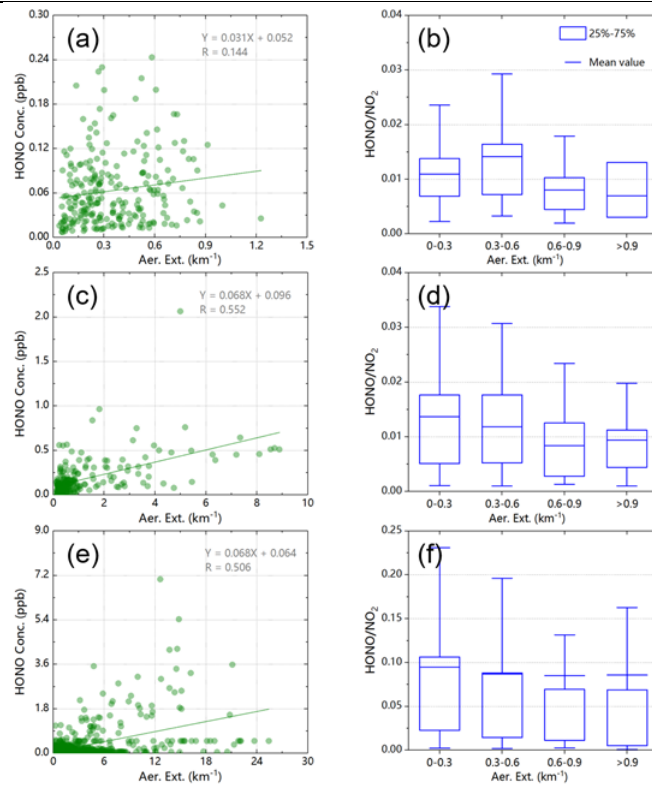 (a)
Y = 0.031X + 0.052
R = 0.144
HONO Conc. (ppb)
0.30
0.24
0.18
0.12
0.06
0.00
0.0 0.3 0.6 0.9 1.2 1.5
Aer. Ext. (km⁻¹)
(b)
25%-75%
Mean value
HONO/NO₂
0.04
0.03
0.02
0.01
0.00
0-0.3 0.3-0.6 0.6-0.9 >0.9
Aer. Ext. (km⁻¹)
(c)
Y = 0.068X + 0.096
R = 0.552
HONO Conc. (ppb)
2.5
2.0
1.5
1.0
0.5
0.0
0 2 4 6 8 10
Aer. Ext. (km⁻¹)
(d)
HONO/NO₂
0.04
0.03
0.02
0.01
0.00
0-0.3 0.3-0.6 0.6-0.9 >0.9
Aer. Ext. (km⁻¹)
(e)
Y = 0.068X + 0.064
R = 0.506
HONO Conc. (ppb)
9.0
7.2
5.4
3.6
1.8
0.0
0 6 12 18 24 30
Aer. Ext. (km⁻¹)
(f)
HONO/NO₂
0.25
0.20
0.15
0.10
0.05
0.00
0-0.3 0.3-0.6 0.6-0.9 >0.9
Aer. Ext. (km⁻¹)